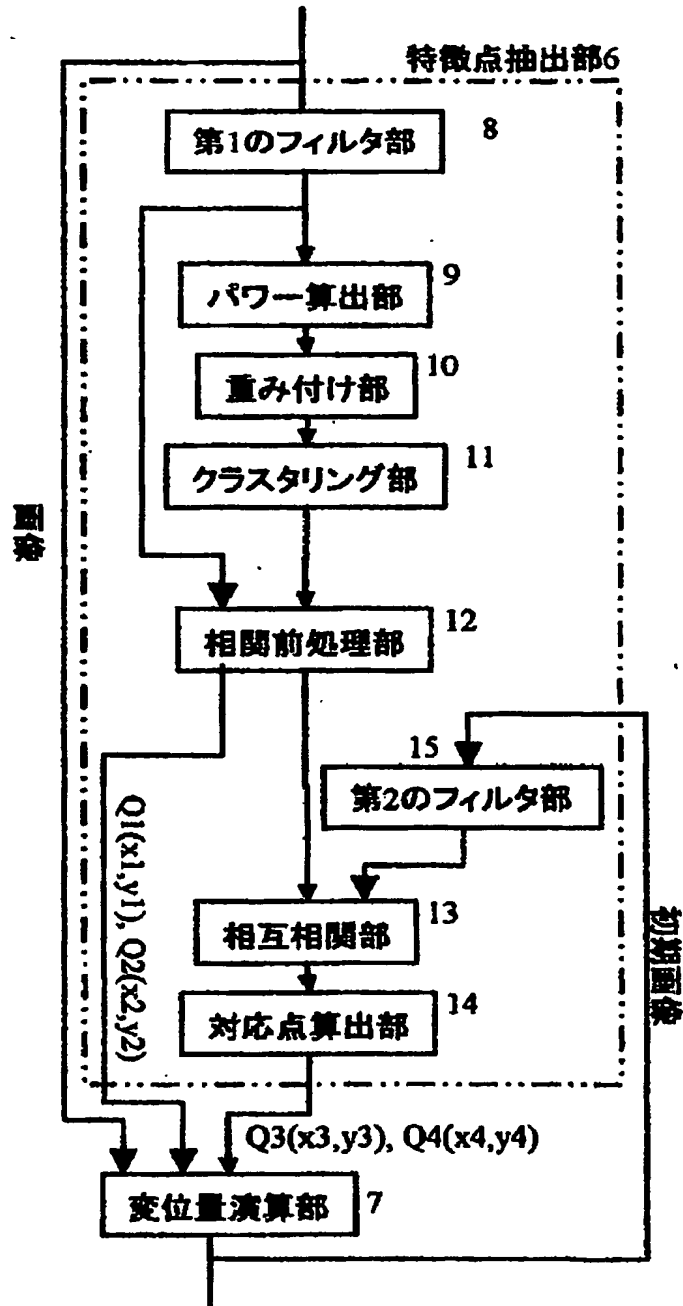 特徴点抽出部6
第1のフィルタ部
8
パワー算出部
9
重み付け部
10
クラスタリング部
11
画像
相関前処理部
12
15
第2のフィルタ部
Q1(x1,y1), Q2(x2,y2)
相互相関部
13
初期画像
対応点算出部
14
Q3(x3,y3), Q4(x4,y4)
変位量演算部
7